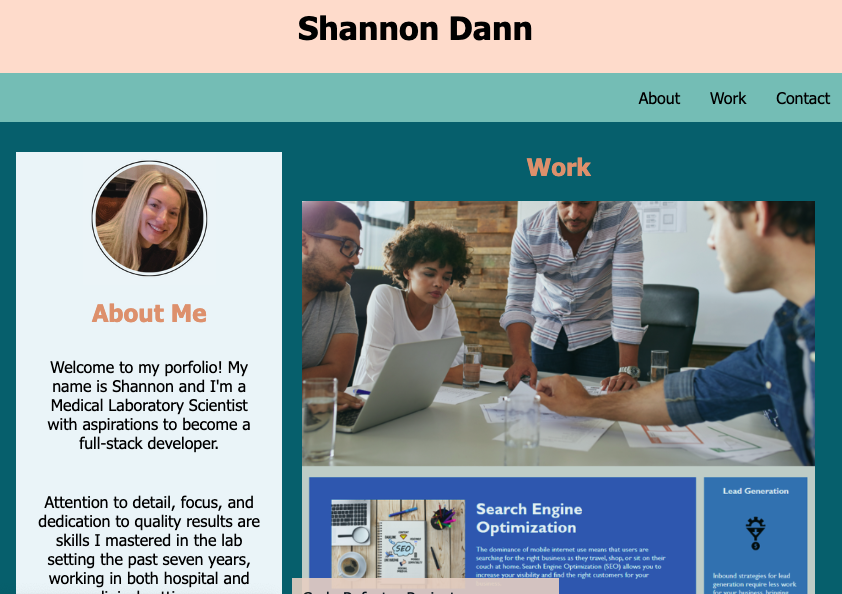 Shannon Dann
About
Work
Contact
About Me
Welcome to my porfolio! My
name is Shannon and I'm a
Medical Laboratory Scientist
with aspirations to become a
full-stack developer.
Attention to detail, focus, and
dedication to quality results are
skills I mastered in the lab
setting the past seven years,
working in both hospital and
Work
Search Engine
Optimization
The dominance of mobile internet use means that users are
searching for the right business as they travel, shop, or sit on their
couch at home. Search Engine Optimization (SEO) allows you to
increase your visibility and find the right customers for your
SEO
Lead Generation
Inbound strategies for lead
generation require less work
for your business, bringing